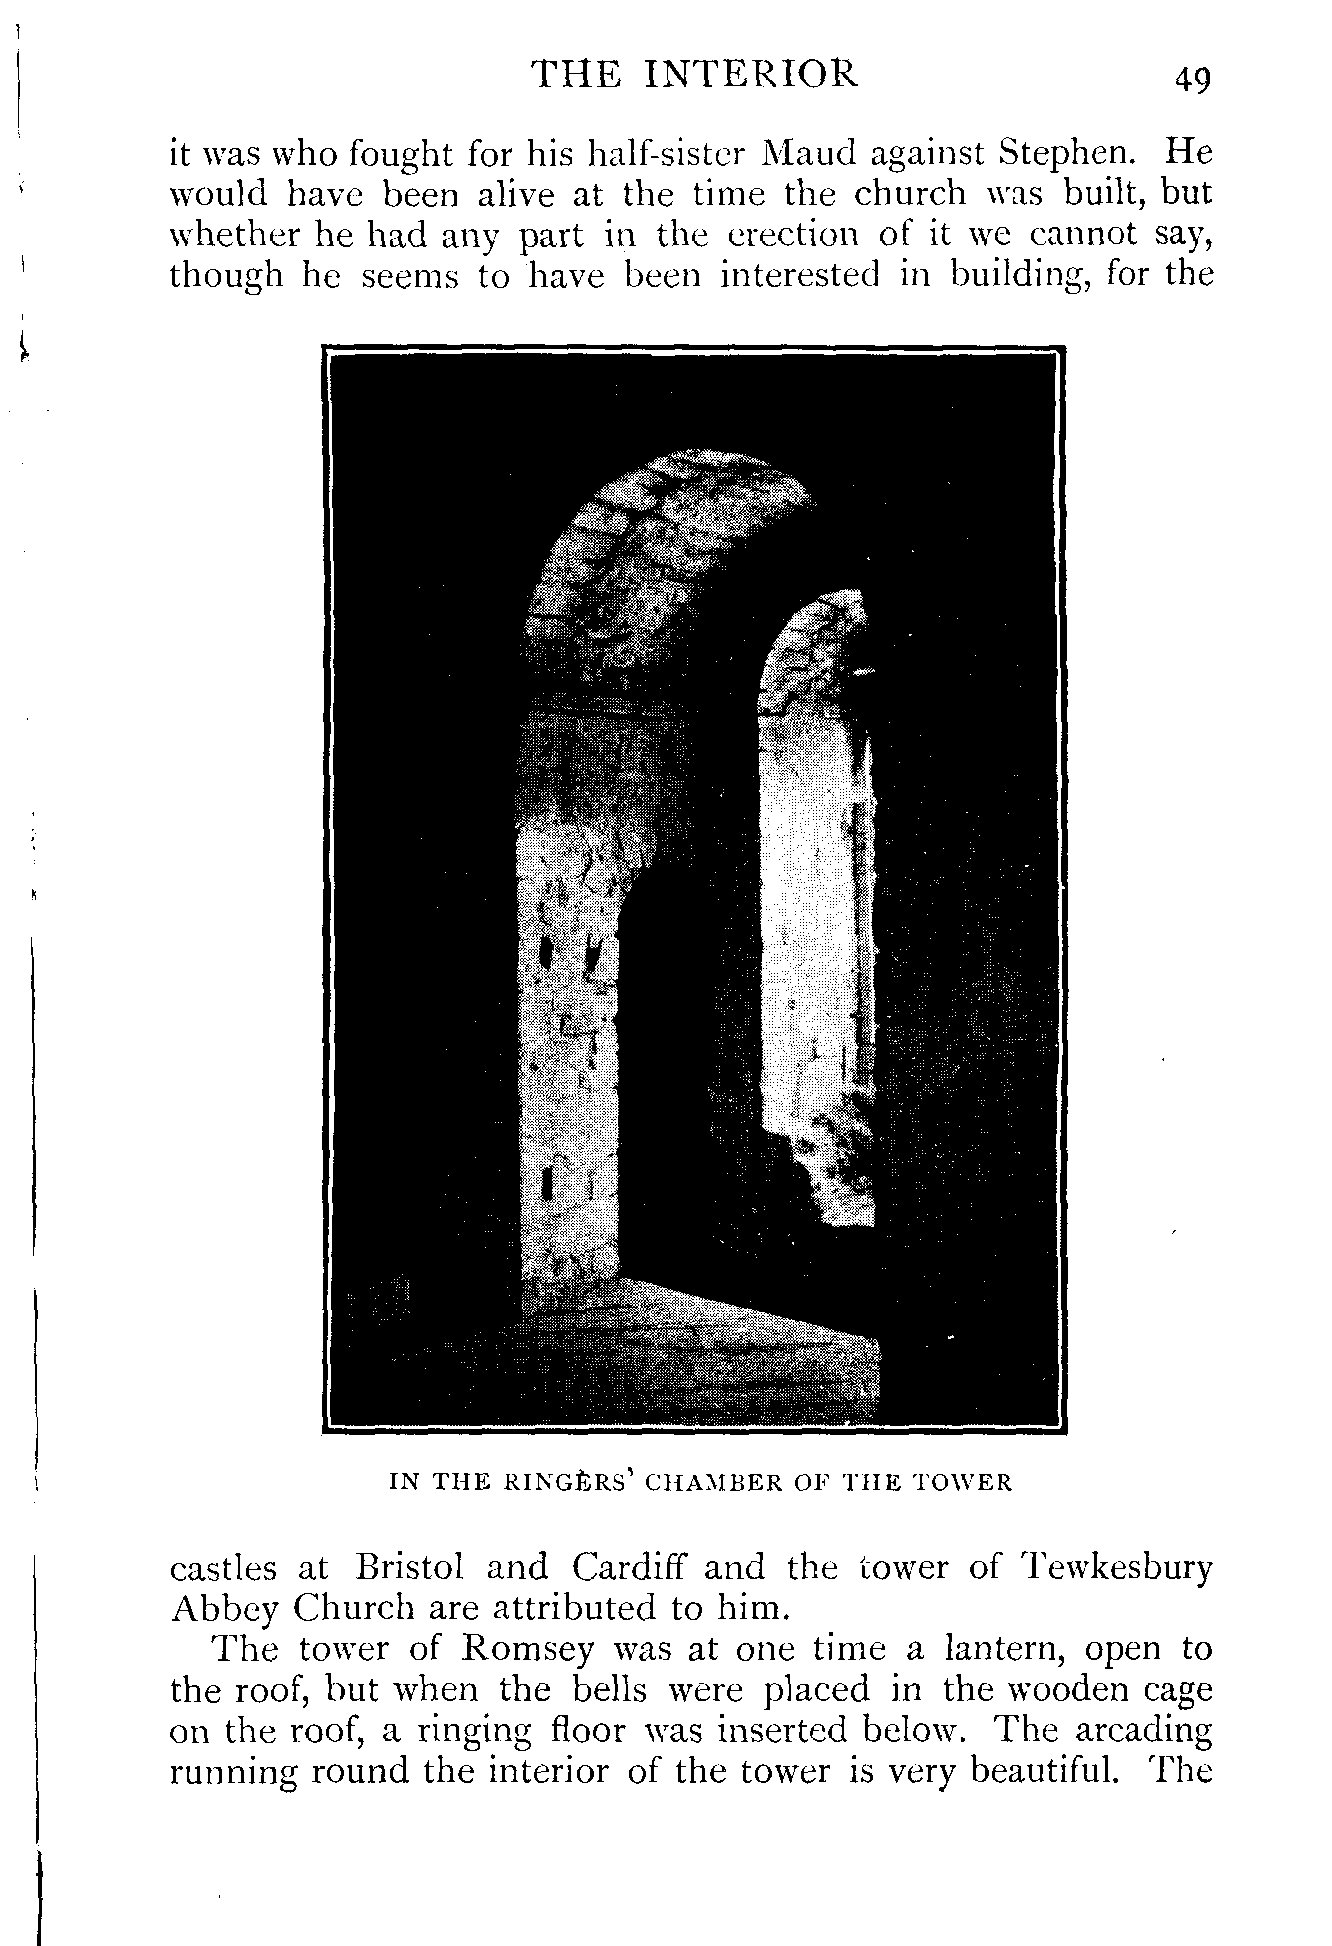 THE INTERIOR 49
it was who fought for his half-sister Maud against Stephen. He
would have been alive at the time the church was built, but
whether he had any part in the erection of it we cannot say,
though he seems to have been interested in building, for the
IN THE RINGERS' CHAMBER OF THE TOWER
castles at Bristol and Cardiff and the tower of Tewkesbury
Abbey Church are attributed to him.
The tower of Romsey was at one time a lantern, open to
the roof, but when the bells were placed in the wooden cage
on the roof, a ringing floor was inserted below. The arcading
running round the interior of the tower is very beautiful. The